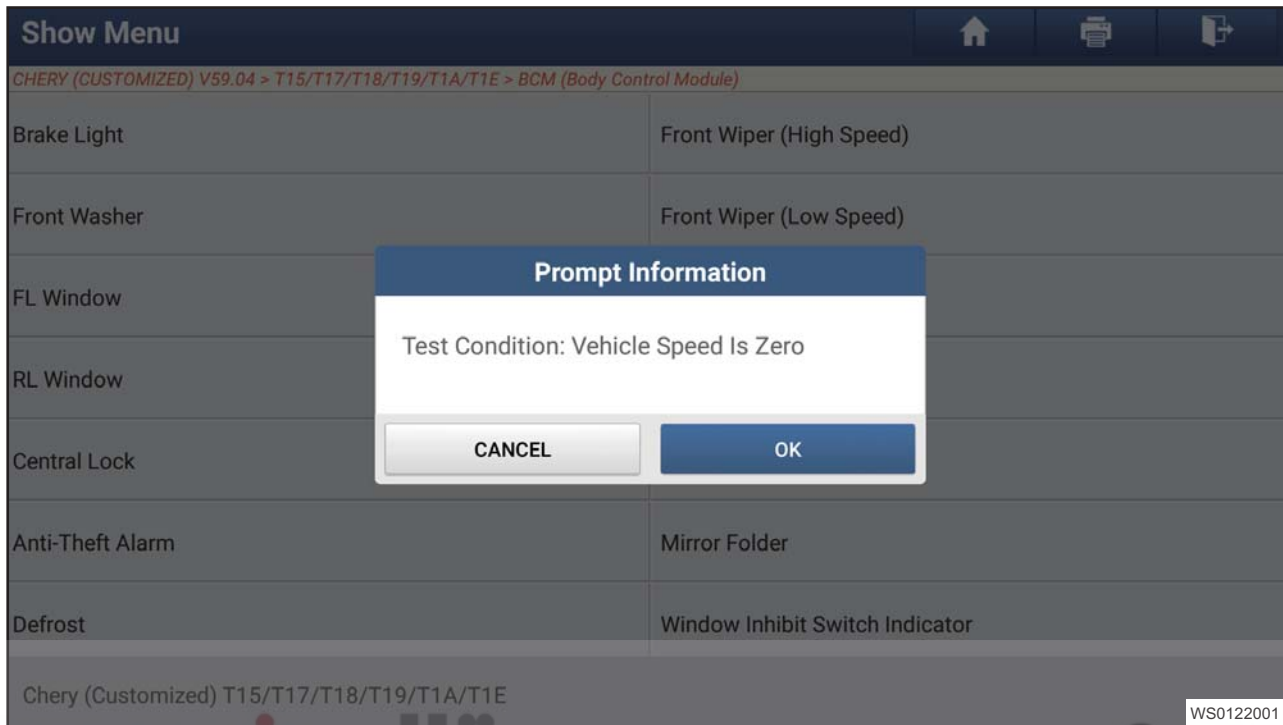 Show Menu
CHERY (CUSTOMIZED) V59.04 > T15/T17/T18/T19/T1A/T1E > BCM (Body Control Module)
Brake Light
Front Wiper (High Speed)
Front Washer
Front Wiper (Low Speed)
FL Window
RL Window
Central Lock
Prompt Information
Test Condition: Vehicle Speed Is Zero
CANCEL
OK
Anti-Theft Alarm
Mirror Folder
Defrost
Window Inhibit Switch Indicator
Chery (Customized) T15/T17/T18/T19/T1A/T1E
WS0122001